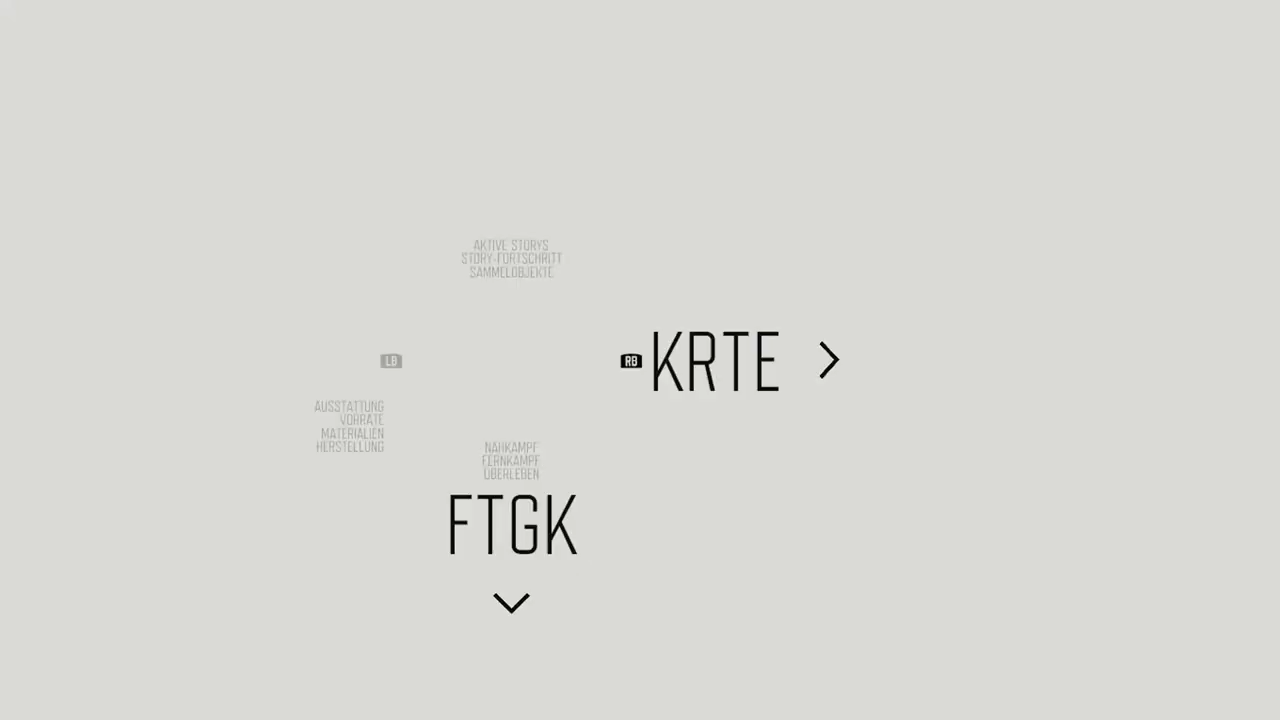 AKTIVE STORYS
STORY-FORTSCHRITT
SAMMELOBJEKTE
LB
RB KRTE
AUSSTATTUNG
VORRÄTE
MATERIALIEN
HERSTELLUNG
NAHKAMPF
FERNKAMPF
ÜBERLEBEN
FTGK